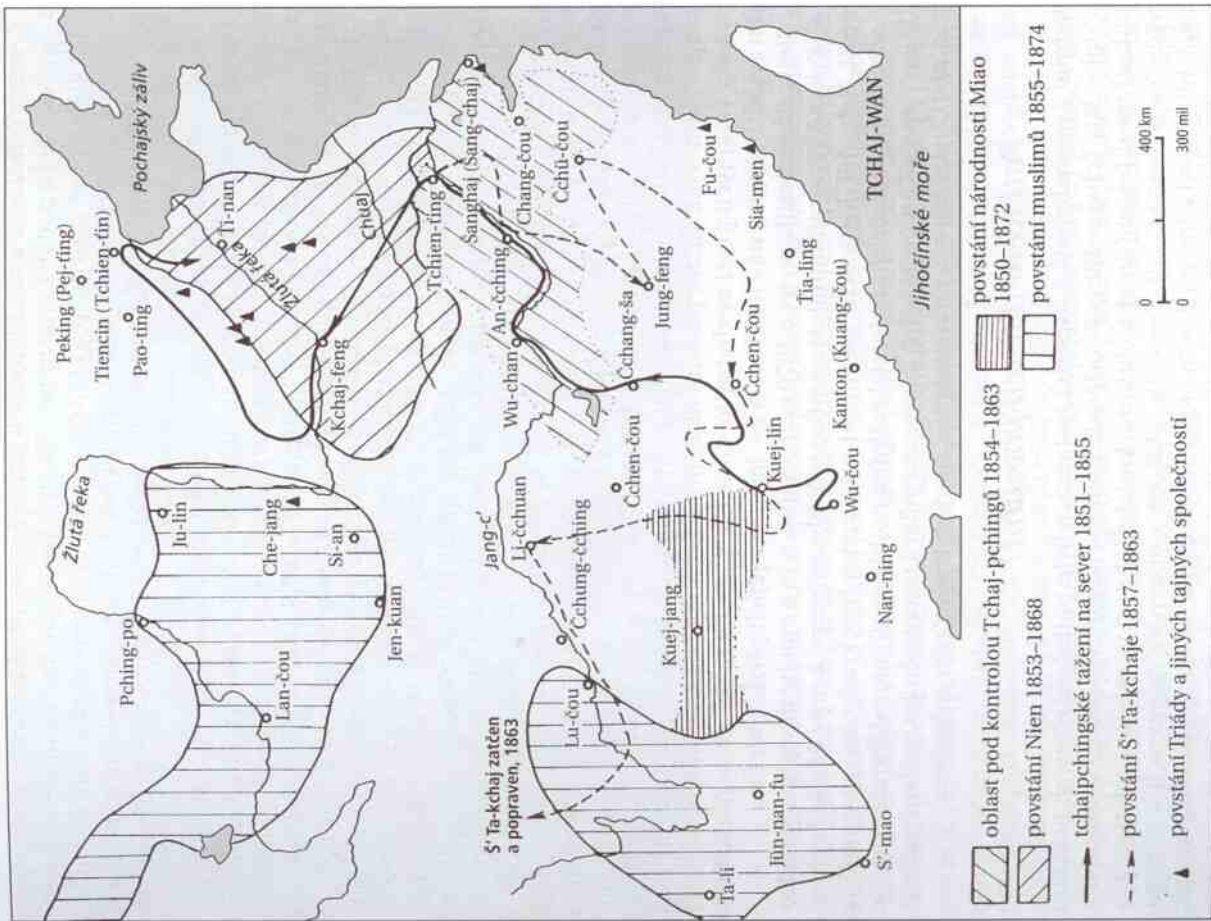 Peking (Pej-ťing)
Tiencin (Tchien-ťin)
Pao-ting
Pochajský záliv
Ti-nan
Žlutá řeka
Žlutá řeka
Kchaj-feng
Chuaj
Ju-lin
Che-jang
Si-an
Jen-kuan
Pching-po
Lan-čou
Tchien-ťing
Šanghaj (Šang-chaj)
Chang-čou
Čchü-čou
An-čching
Wu-chan
Čchang-ša
Jung-feng
Jang-c'
Li-čchuan
Čchung-čching
Čchen-čou
Š' Ta-kchaj zatčen
a popraven, 1863
Lu-čou
Kuej-jang
Kuej-lin
Čchen-čou
Fu-čou
Sia-men
TCHAJ-WAN
Ťia-ling
Kanton (Kuang-čou)
Wu-čou
Nan-ning
Ta-li
Jün-nan-fu
S'-mao
Jihočínské moře
oblast pod kontrolou Tchaj-pchingů 1854–1863
povstání Nien 1853–1868
tchajpchingské tažení na sever 1851–1855
povstání Š' Ta-kchaje 1857–1863
povstání Triády a jiných tajných společností
povstání národnosti Miao
1850–1872
povstání muslimů 1855–1874
0 400 km
0 300 mil